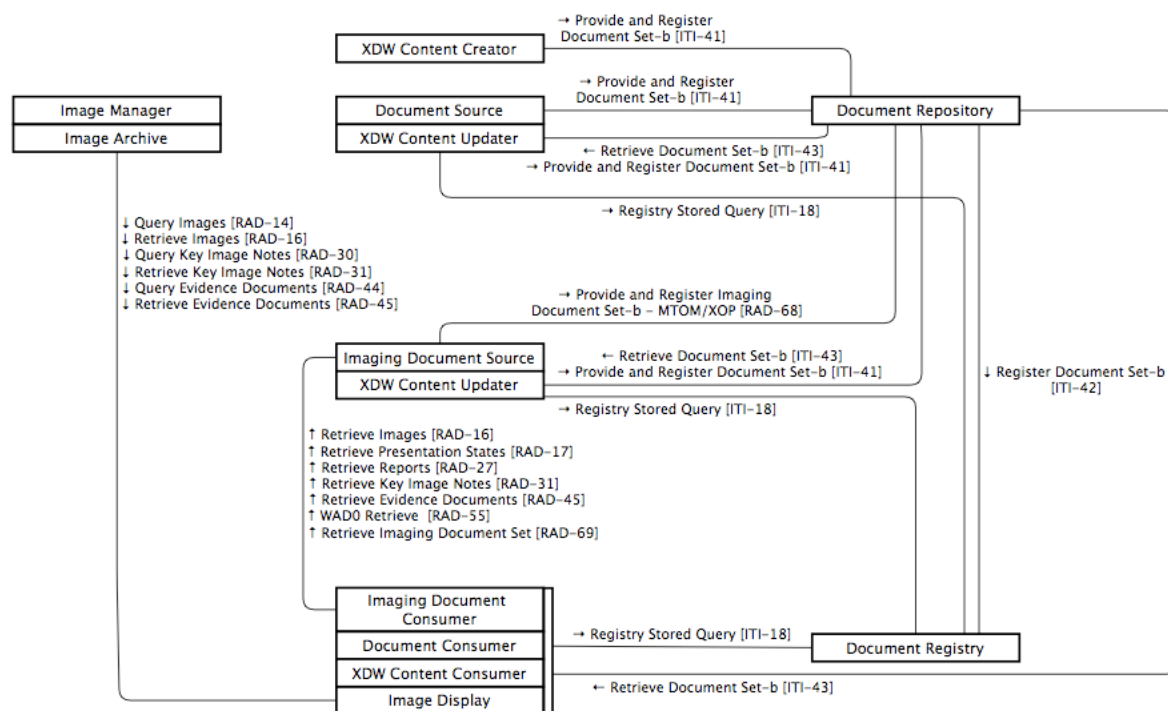 → Provide and Register
Document Set-b [ITI-41]
XDW Content Creator
→ Provide and Register
Document Set-b [ITI-41]
Image Manager
Image Archive
Document Source
XDW Content Updater
Document Repository
← Retrieve Document Set-b [ITI-43]
→ Provide and Register Document Set-b [ITI-41]
→ Registry Stored Query [ITI-18]
↓ Query Images [RAD-14]
↓ Retrieve Images [RAD-16]
↓ Query Key Image Notes [RAD-30]
↓ Retrieve Key Image Notes [RAD-31]
↓ Query Evidence Documents [RAD-44]
↓ Retrieve Evidence Documents [RAD-45]
→ Provide and Register Imaging
Document Set-b - MTOM/XOP [RAD-68]
Imaging Document Source
XDW Content Updater
← Retrieve Document Set-b [ITI-43]
→ Provide and Register Document Set-b [ITI-41]
→ Registry Stored Query [ITI-18]
↓ Register Document Set-b
[ITI-42]
↑ Retrieve Images [RAD-16]
↑ Retrieve Presentation States [RAD-17]
↑ Retrieve Reports [RAD-27]
↑ Retrieve Key Image Notes [RAD-31]
↑ Retrieve Evidence Documents [RAD-45]
↑ WADO Retrieve [RAD-55]
↑ Retrieve Imaging Document Set [RAD-69]
Imaging Document
Consumer
Document Consumer
XDW Content Consumer
Image Display
→ Registry Stored Query [ITI-18]
Document Registry
← Retrieve Document Set-b [ITI-43]